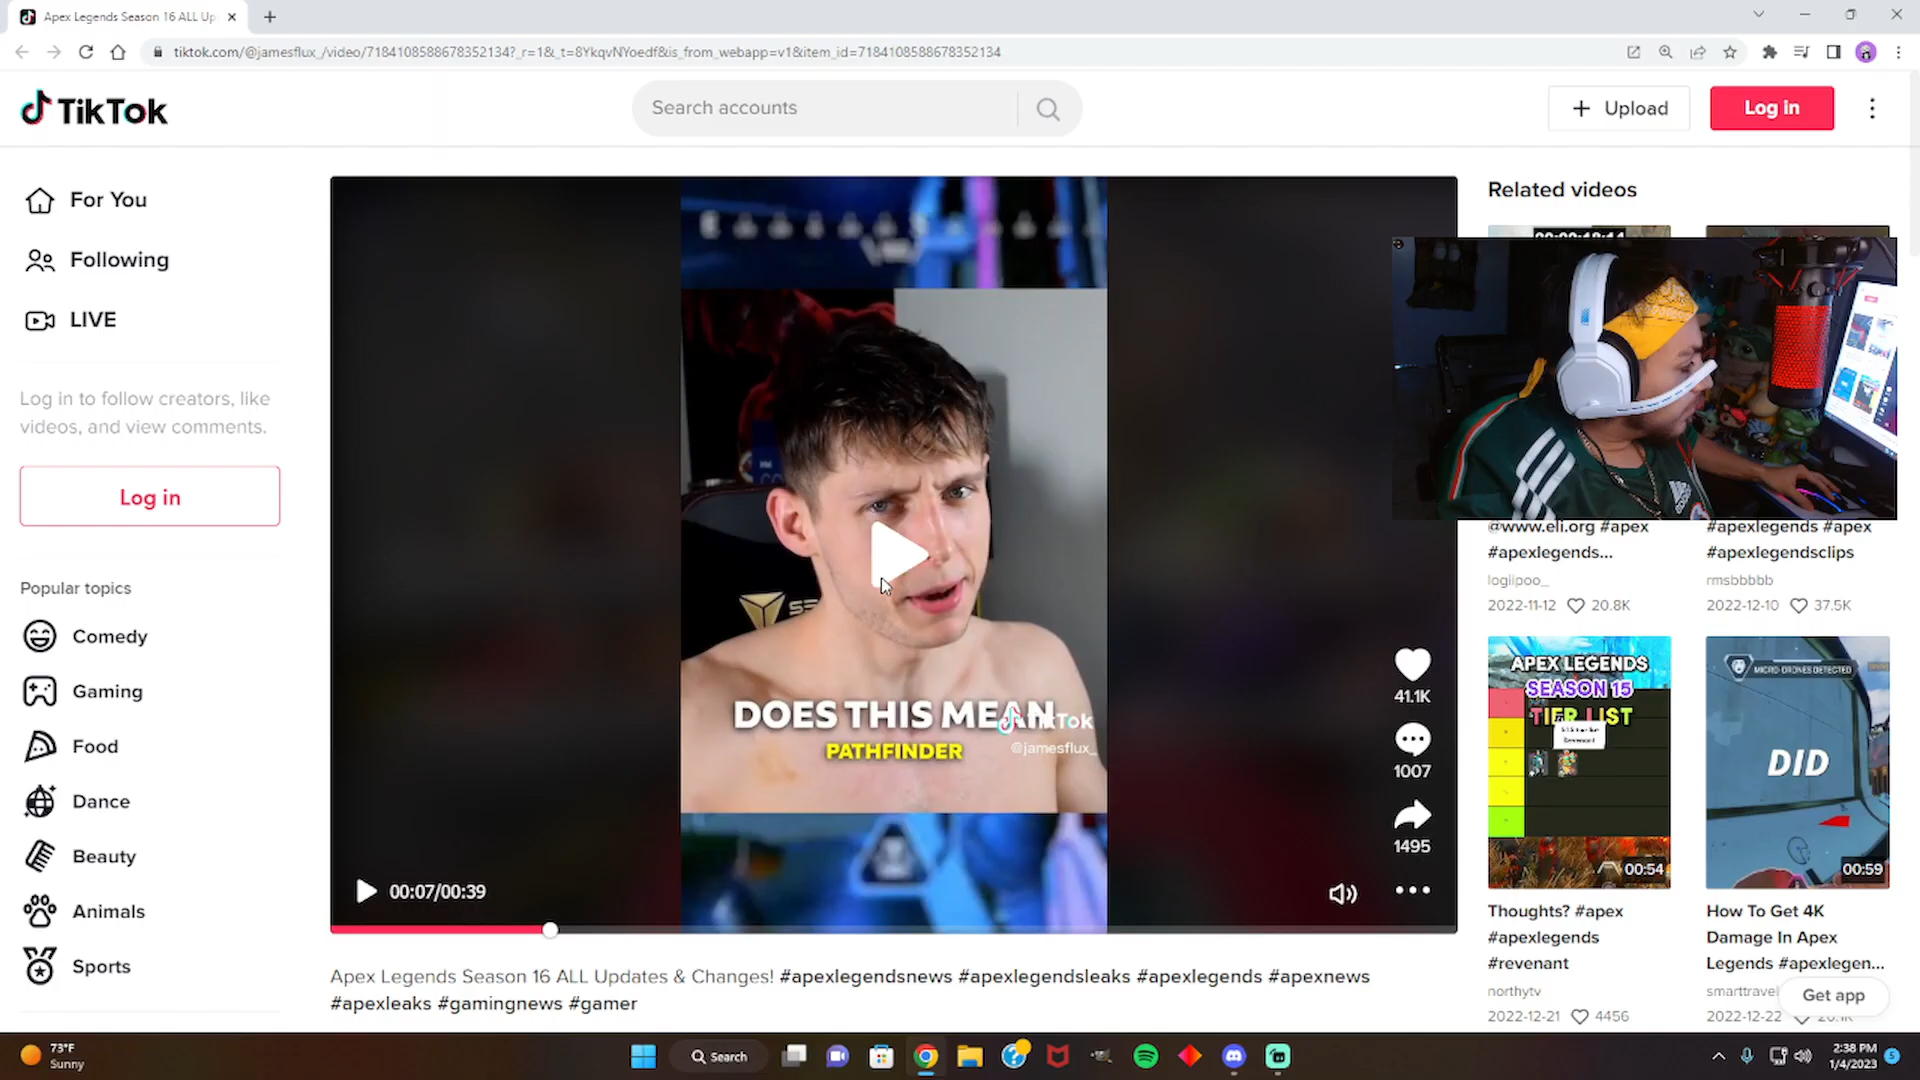 Apex Legends Season 16 ALL Up
tiktok.com/@jamesflux_/video/7184108588678352134?_r=1&_t=8YkqvNYoedf&is_from_webapp=v1&item_id=7184108588678352134
TikTok
Search accounts
Upload
Log in
For You
Following
LIVE
Log in to follow creators, like
videos, and view comments.
Log in
Popular topics
Comedy
Gaming
Food
Dance
Beauty
Animals
Sports
DOES THIS MEAN
PATHFINDER
TikTok
@jamesflux_
41.1K
1007
1495
00:07/00:39
Apex Legends Season 16 ALL Updates & Changes! #apexlegendsnews #apexlegendsleaks #apexlegends #apexnews
#apexleaks #gamingnews #gamer
Related videos
@www.eli.org #apex
#apexlegends...
logiipoo_
2022-11-12 20.8K
#apexlegends #apex
#apexlegendsclips
rmsbbbbb
2022-12-10 37.5K
APEX LEGENDS
SEASON 15
TIER LIST
00:54
Thoughts? #apex
#apexlegends
#revenant
northytv
2022-12-21 4456
MICRO-DRONES DETECTED
DID
00:59
How To Get 4K
Damage In Apex
Legends #apexlegen...
smarttravel
2022-12-22
Get app
73°F
Sunny
Search
2:38 PM
1/4/2023
5